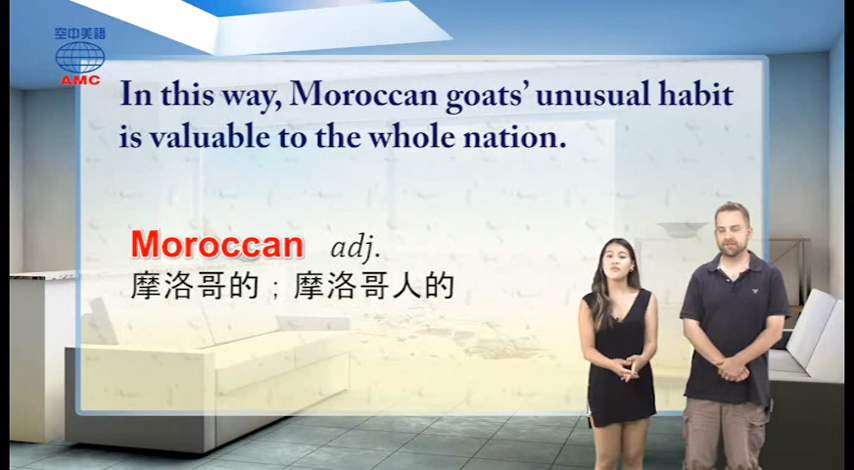 空中美語
AMC
In this way, Moroccan goats’ unusual habit
is valuable to the whole nation.
Moroccan adj.
摩洛哥的；摩洛哥人的